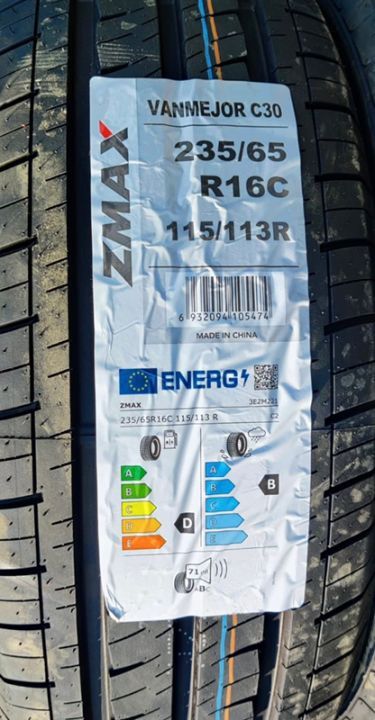 VANMEJOR C30
235/65
R16C
115/113R
ZMAX
6 932094 105474
MADE IN CHINA
ENERG
ZMAX 3E2M221
235/65R16C 115/113 R C2
A
B
C
D
E
D
A
B
C
D
E
B
71 dB
ABC